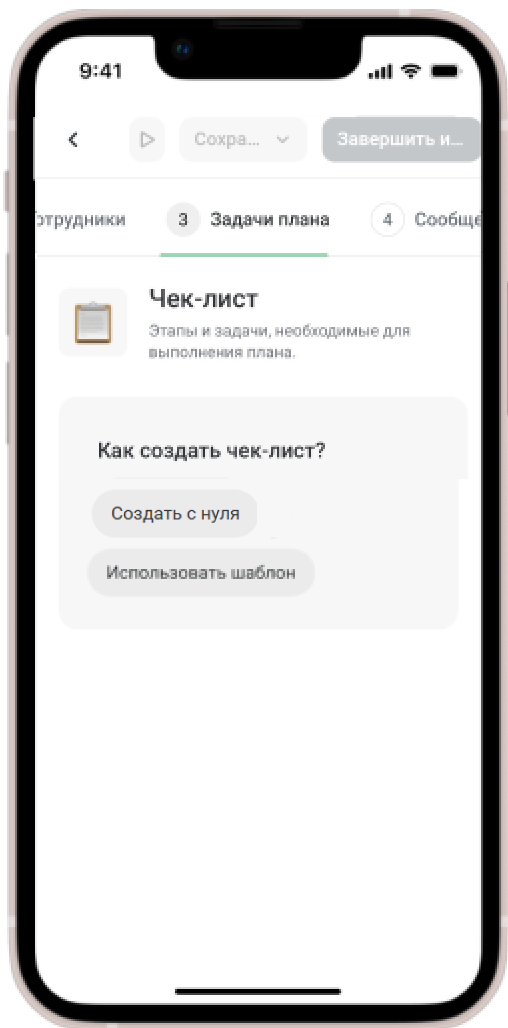 9:41
Сохра...
Завершить и...
отрудники
3 Задачи плана
4 Сообще
Чек-лист
Этапы и задачи, необходимые для
выполнения плана.
Как создать чек-лист?
Создать с нуля
Использовать шаблон